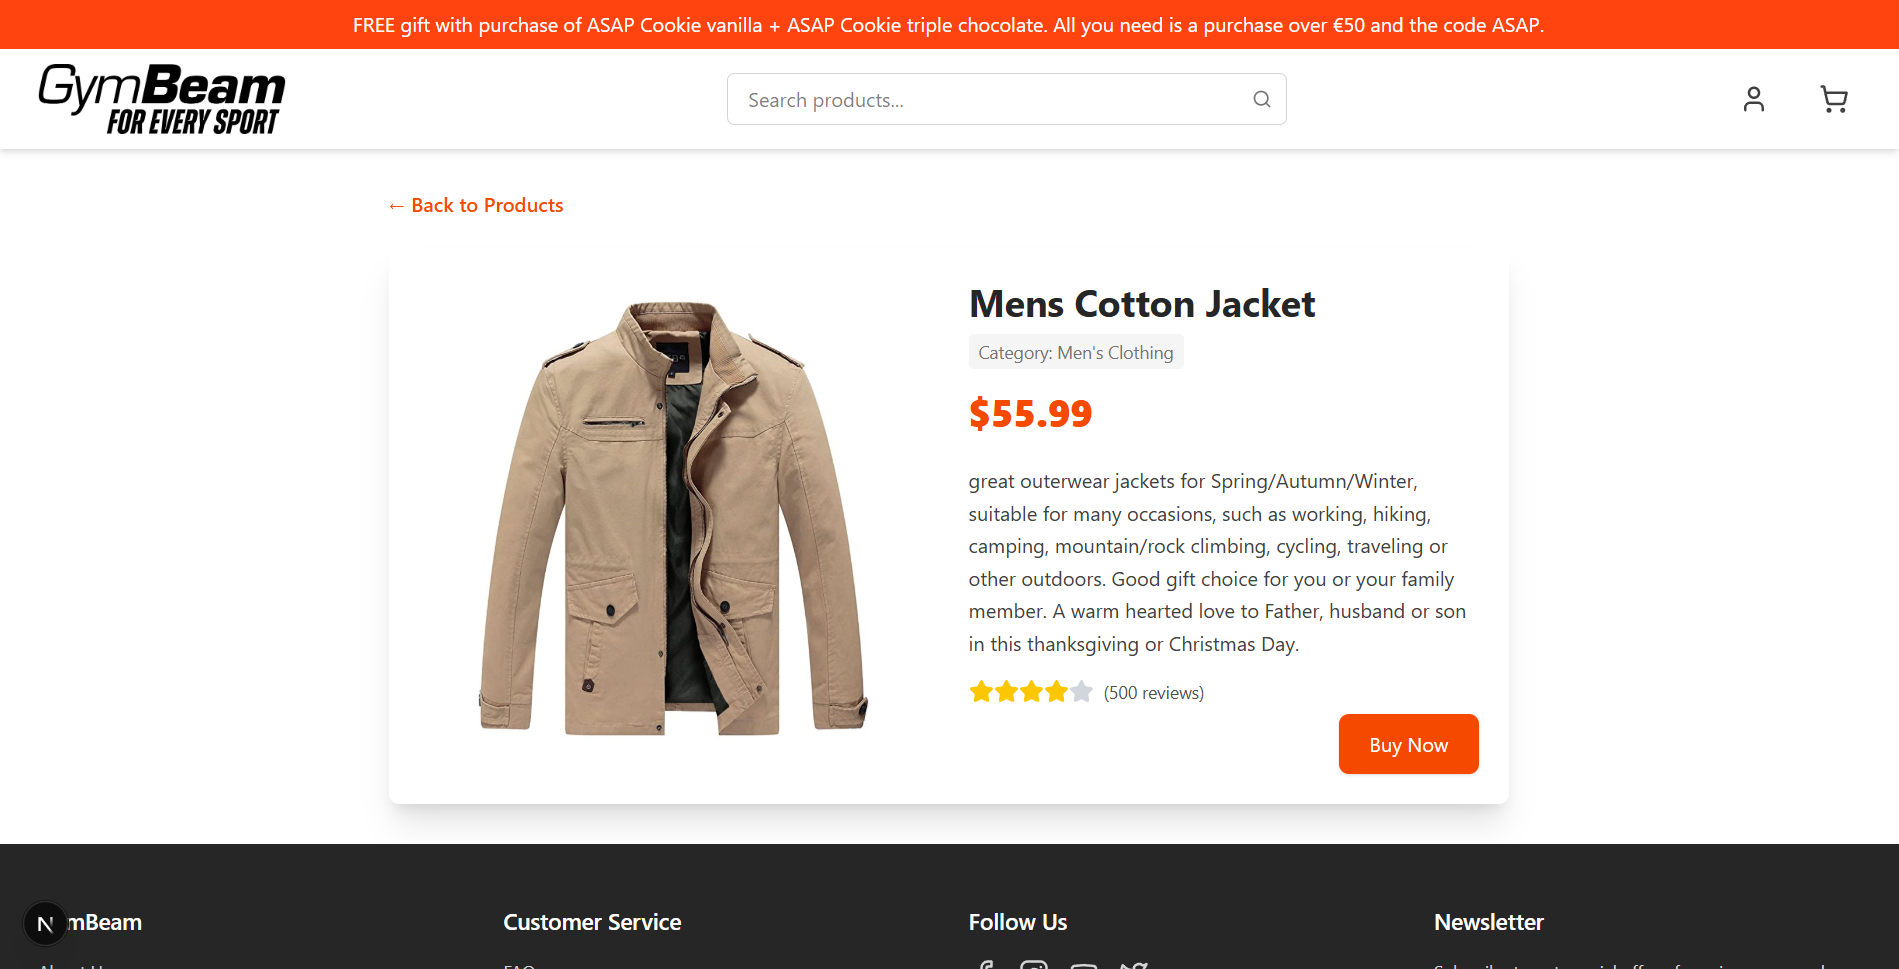 FREE gift with purchase of ASAP Cookie vanilla + ASAP Cookie triple chocolate. All you need is a purchase over €50 and the code ASAP.
GymBeam
FOR EVERY SPORT
Search products...
← Back to Products
Mens Cotton Jacket
Category: Men's Clothing
$55.99
great outerwear jackets for Spring/Autumn/Winter,
suitable for many occasions, such as working, hiking,
camping, mountain/rock climbing, cycling, traveling or
other outdoors. Good gift choice for you or your family
member. A warm hearted love to Father, husband or son
in this thanksgiving or Christmas Day.
(500 reviews)
Buy Now
N
mBeam
Customer Service
Follow Us
Newsletter